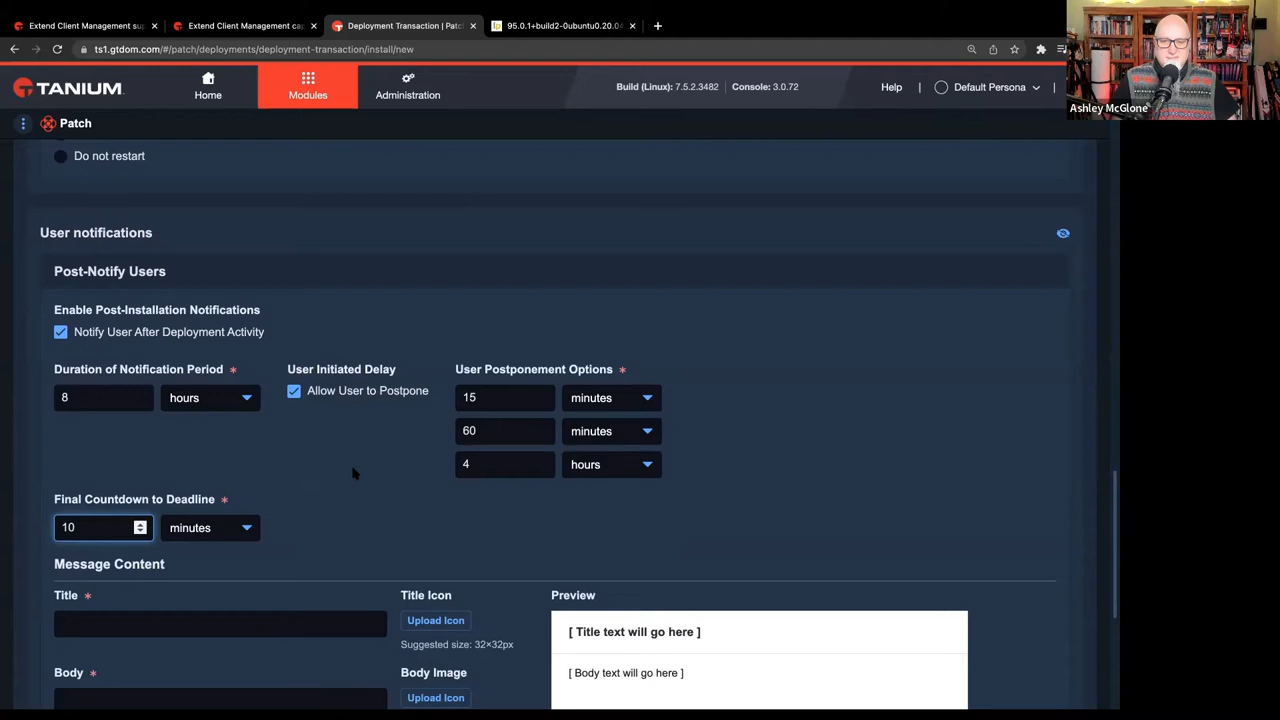 Extend Client Management su
Extend Client Management ca
Deployment Transaction | Patc
95.0.1+build2-0ubuntu0.20.04
ts1.gtdom.com/#/patch/deployments/deployment-transaction/install/new
Ashley McGlone
TANIUM
Home
Modules
Administration
Build (Linux): 7.5.2.3482
Console: 3.0.72
Help
Default Persona
Patch
Do not restart
User notifications
Post-Notify Users
Enable Post-Installation Notifications
Notify User After Deployment Activity
Duration of Notification Period *
User Initiated Delay
User Postponement Options *
8 hours
Allow User to Postpone
15 minutes
60 minutes
4 hours
Final Countdown to Deadline *
10 minutes
Message Content
Title *
Title Icon
Preview
Upload Icon
[ Title text will go here ]
Suggested size: 32×32px
Body *
Body Image
[ Body text will go here ]
Upload Icon